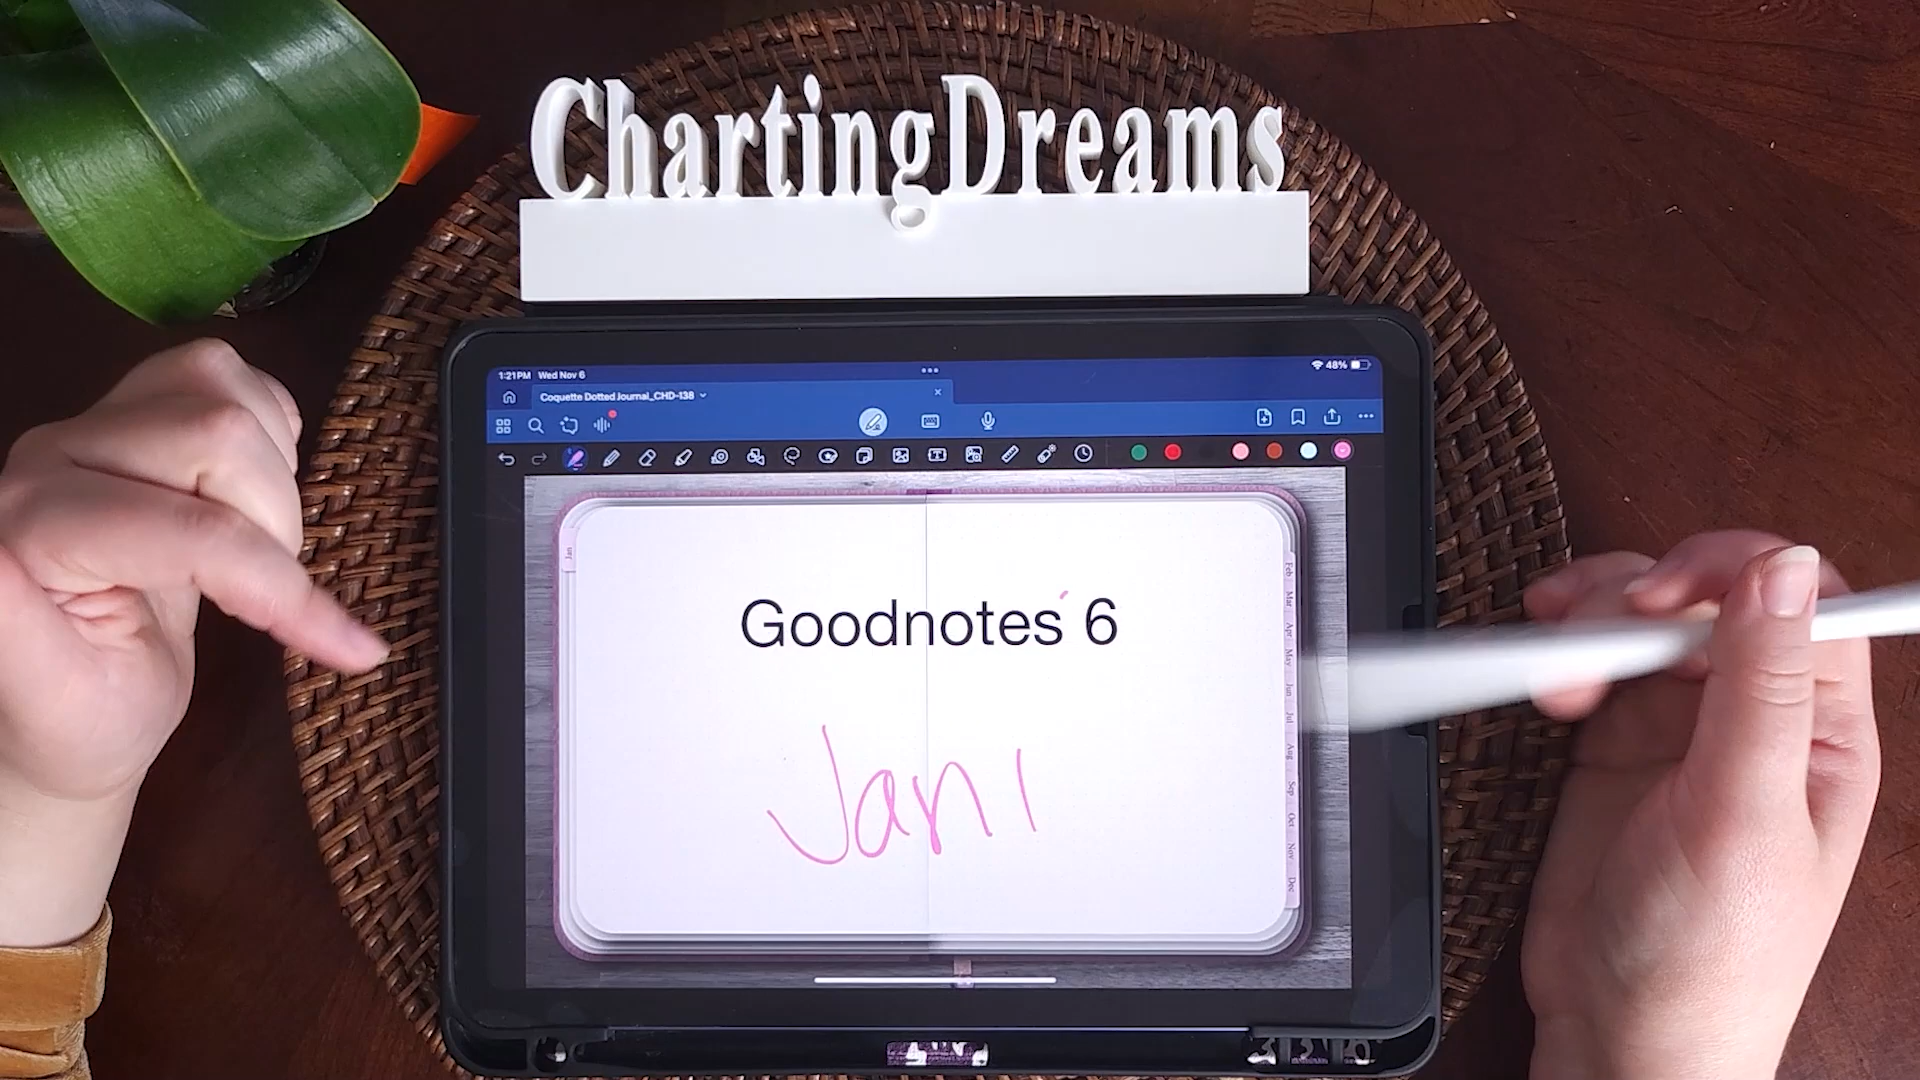 ChartingDreams
1:21PM Wed Nov 6
48%
Coquette Dotted Journal_CHD-138
Jan
Goodnotes 6
Jani
Feb
Mar
Apr
May
Jun
Jul
Aug
Sep
Oct
Nov
Dec